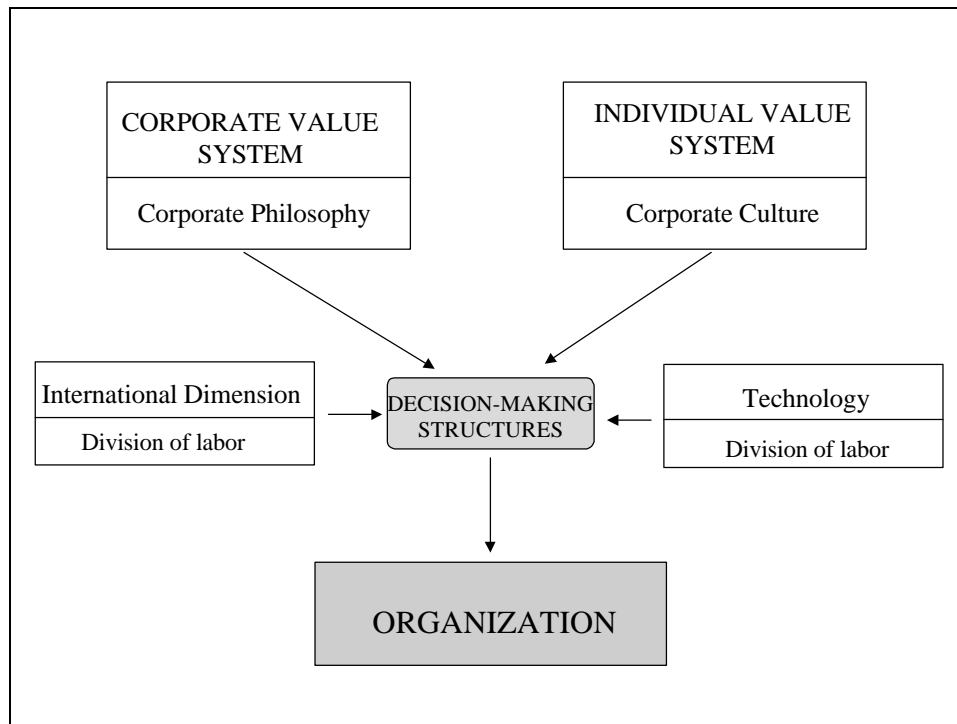 CORPORATE VALUE
SYSTEM
Corporate Philosophy
INDIVIDUAL VALUE
SYSTEM
Corporate Culture
International Dimension
Division of labor
DECISION-MAKING
STRUCTURES
Technology
Division of labor
ORGANIZATION